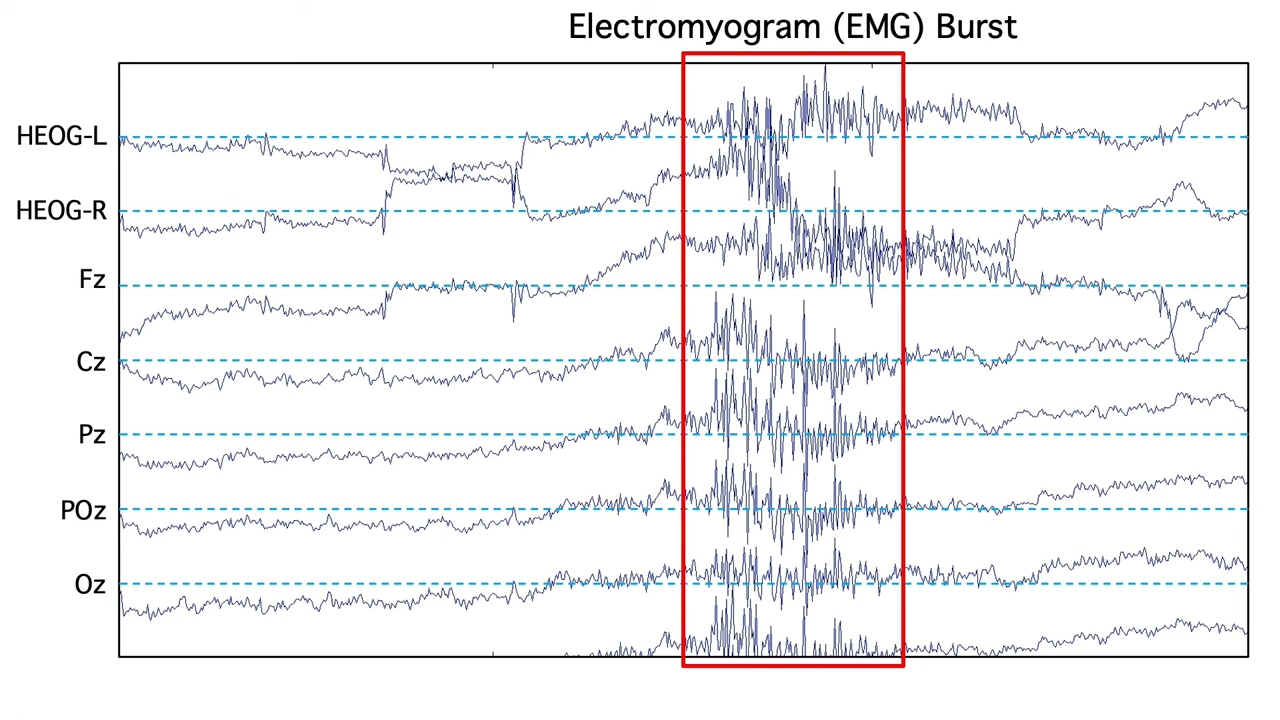 Electromyogram (EMG) Burst
HEOG-L
HEOG-R
Fz
Cz
Pz
POz
Oz